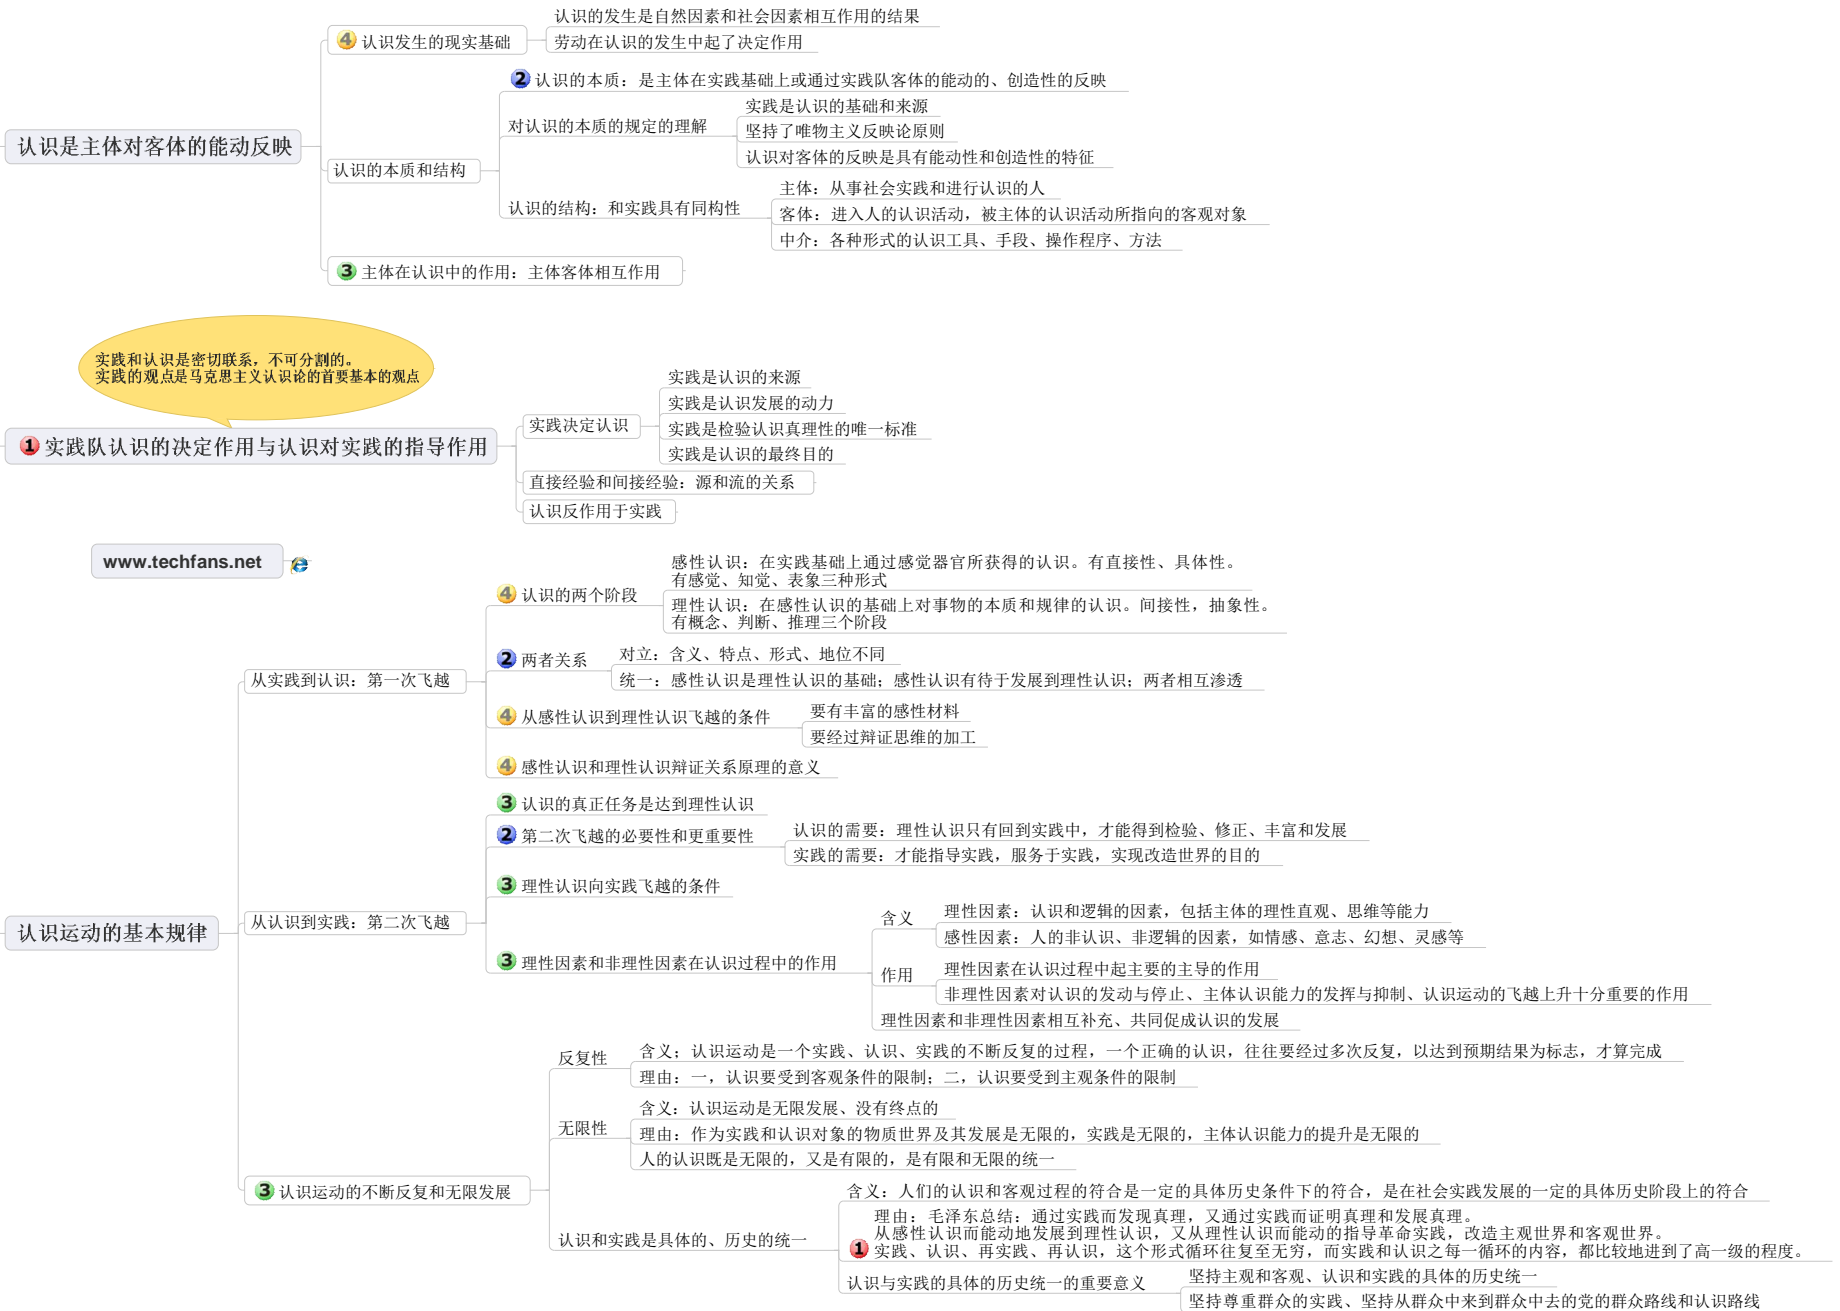 认识的发生是自然因素和社会因素相互作用的结果
④ 认识发生的现实基础
劳动在认识的发生中起了决定作用
② 认识的本质：是主体在实践基础上或通过实践队客体的能动的、创造性的反映
实践是认识的基础和来源
对认识的本质的规定的理解
坚持了唯物主义反映论原则
认识是主体对客体的能动反映
认识对客体的反映是具有能动性和创造性的特征
认识的本质和结构
主体：从事社会实践和进行认识的人
认识的结构：和实践具有同构性
客体：进入人的认识活动，被主体的认识活动所指向的客观对象
中介：各种形式的认识工具、手段、操作程序、方法
③ 主体在认识中的作用：主体客体相互作用
实践和认识是密切联系，不可分割的。
实践的观点是马克思主义认识论的首要基本的观点
实践是认识的来源
实践是认识发展的动力
实践决定认识
实践是检验认识真理性的唯一标准
① 实践队认识的决定作用与认识对实践的指导作用
实践是认识的最终目的
直接经验和间接经验：源和流的关系
认识反作用于实践
www.techfans.net
感性认识：在实践基础上通过感觉器官所获得的认识。有直接性、具体性。
有感觉、知觉、表象三种形式
④ 认识的两个阶段
理性认识：在感性认识的基础上对事物的本质和规律的认识。间接性，抽象性。
有概念、判断、推理三个阶段
② 两者关系
对立：含义、特点、形式、地位不同
统一：感性认识是理性认识的基础；感性认识有待于发展到理性认识；两者相互渗透
从实践到认识：第一次飞越
④ 从感性认识到理性认识飞越的条件
要有丰富的感性材料
要经过辩证思维的加工
④ 感性认识和理性认识辩证关系原理的意义
③ 认识的真正任务是达到理性认识
② 第二次飞越的必要性和更重要性
认识的需要：理性认识只有回到实践中，才能得到检验、修正、丰富和发展
实践的需要：才能指导实践，服务于实践，实现改造世界的目的
③ 理性认识向实践飞越的条件
从认识到实践：第二次飞越
认识运动的基本规律
含义
理性因素：认识和逻辑的因素，包括主体的理性直观、思维等能力
感性因素：人的非认识、非逻辑的因素，如情感、意志、幻想、灵感等
③ 理性因素和非理性因素在认识过程中的作用
作用
理性因素在认识过程中起主要的主导的作用
非理性因素对认识的发动与停止、主体认识能力的发挥与抑制、认识运动的飞越上升十分重要的作用
理性因素和非理性因素相互补充、共同促成认识的发展
反复性
含义；认识运动是一个实践、认识、实践的不断反复的过程，一个正确的认识，往往要经过多次反复，以达到预期结果为标志，才算完成
理由：一，认识要受到客观条件的限制；二，认识要受到主观条件的限制
含义：认识运动是无限发展、没有终点的
无限性
理由：作为实践和认识对象的物质世界及其发展是无限的，实践是无限的，主体认识能力的提升是无限的
人的认识既是无限的，又是有限的，是有限和无限的统一
③ 认识运动的不断反复和无限发展
含义：人们的认识和客观过程的符合是一定的具体历史条件下的符合，是在社会实践发展的一定的具体历史阶段上的符合
认识和实践是具体的、历史的统一
理由：毛泽东总结：通过实践而发现真理，又通过实践而证明真理和发展真理。
从感性认识而能动地发展到理性认识，又从理性认识而能动的指导革命实践，改造主观世界和客观世界。
① 实践、认识、再实践、再认识，这个形式循环往复至无穷，而实践和认识之每一循环的内容，都比较地进到了高一级的程度。
认识与实践的具体的历史统一的重要意义
坚持主观和客观、认识和实践的具体的历史统一
坚持尊重群众的实践、坚持从群众中来到群众中去的党的群众路线和认识路线